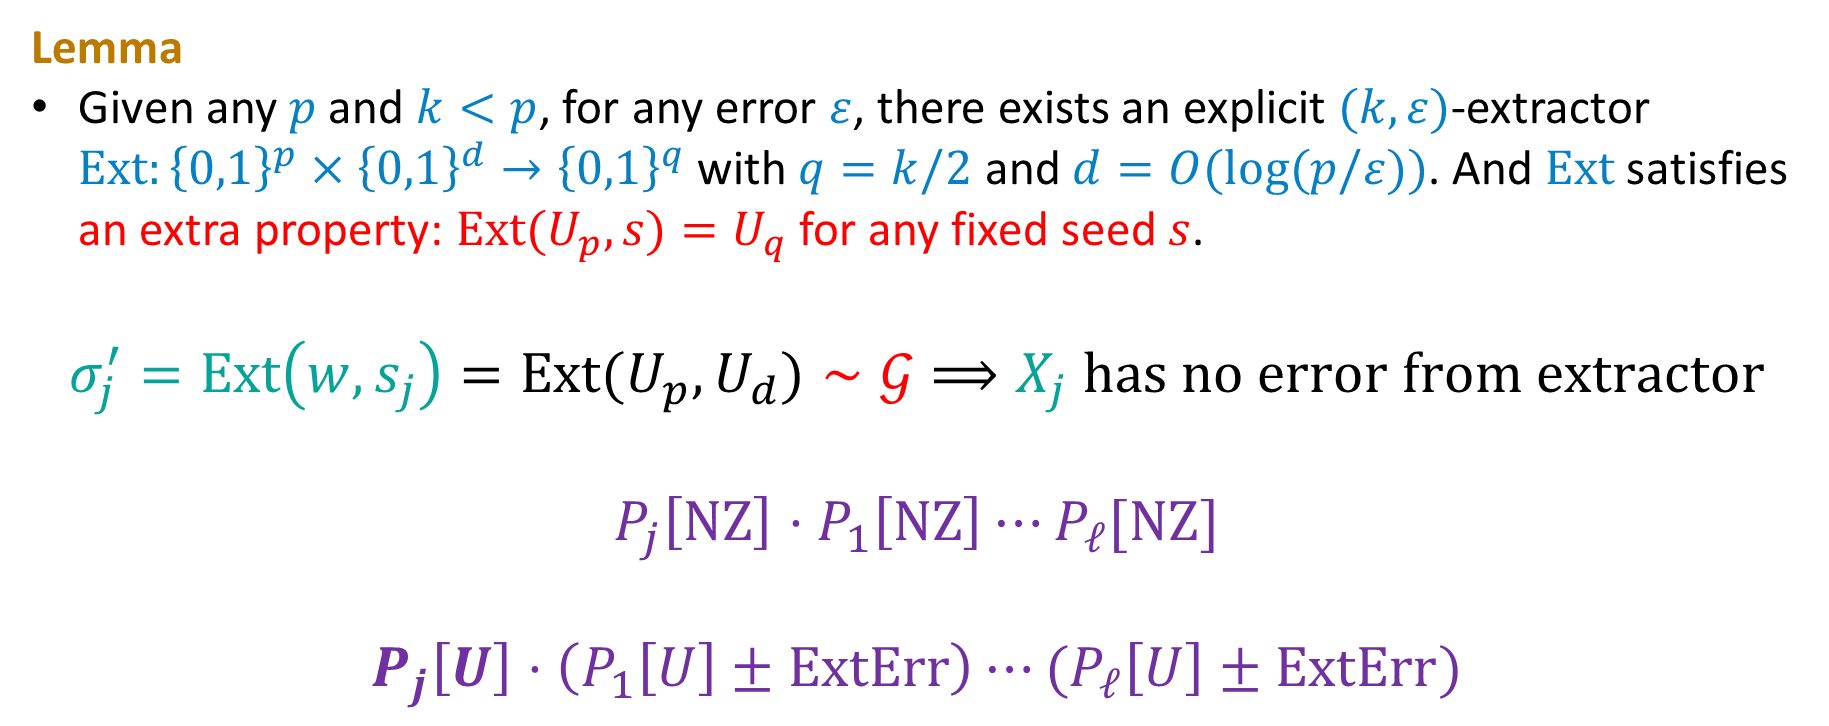 Lemma
• Given any p and k < p, for any error ε, there exists an explicit (k, ε)-extractor
Ext: {0,1}^p × {0,1}^d → {0,1}^q with q = k/2 and d = O(log(p/ε)). And Ext satisfies
an extra property: Ext(U_p, s) = U_q for any fixed seed s.
σ′_j = Ext(w, s_j) = Ext(U_p, U_d) ~ 𝒢 ⟹ X_j has no error from extractor
P_j[NZ] · P_1[NZ] ⋯ P_ℓ[NZ]
P_j[U] · (P_1[U] ± ExtErr) ⋯ (P_ℓ[U] ± ExtErr)